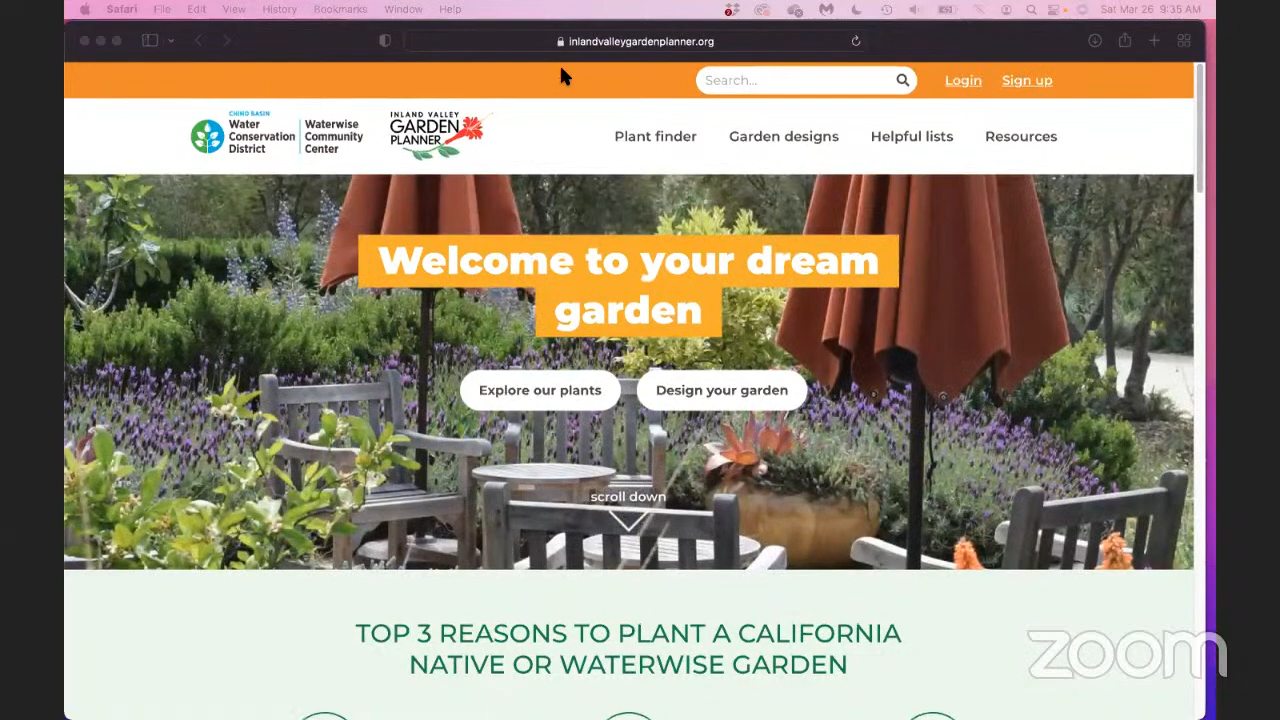 Safari File Edit View History Bookmarks Window Help
Sat Mar 26 9:35 AM
inlandvalleygardenplanner.org
Search...
Login Sign up
CHINO BASIN
Water
Conservation
District
Waterwise
Community
Center
INLAND VALLEY
GARDEN
PLANNER
Plant finder Garden designs Helpful lists Resources
Welcome to your dream
garden
Explore our plants Design your garden
scroll down
TOP 3 REASONS TO PLANT A CALIFORNIA
NATIVE OR WATERWISE GARDEN
zoom